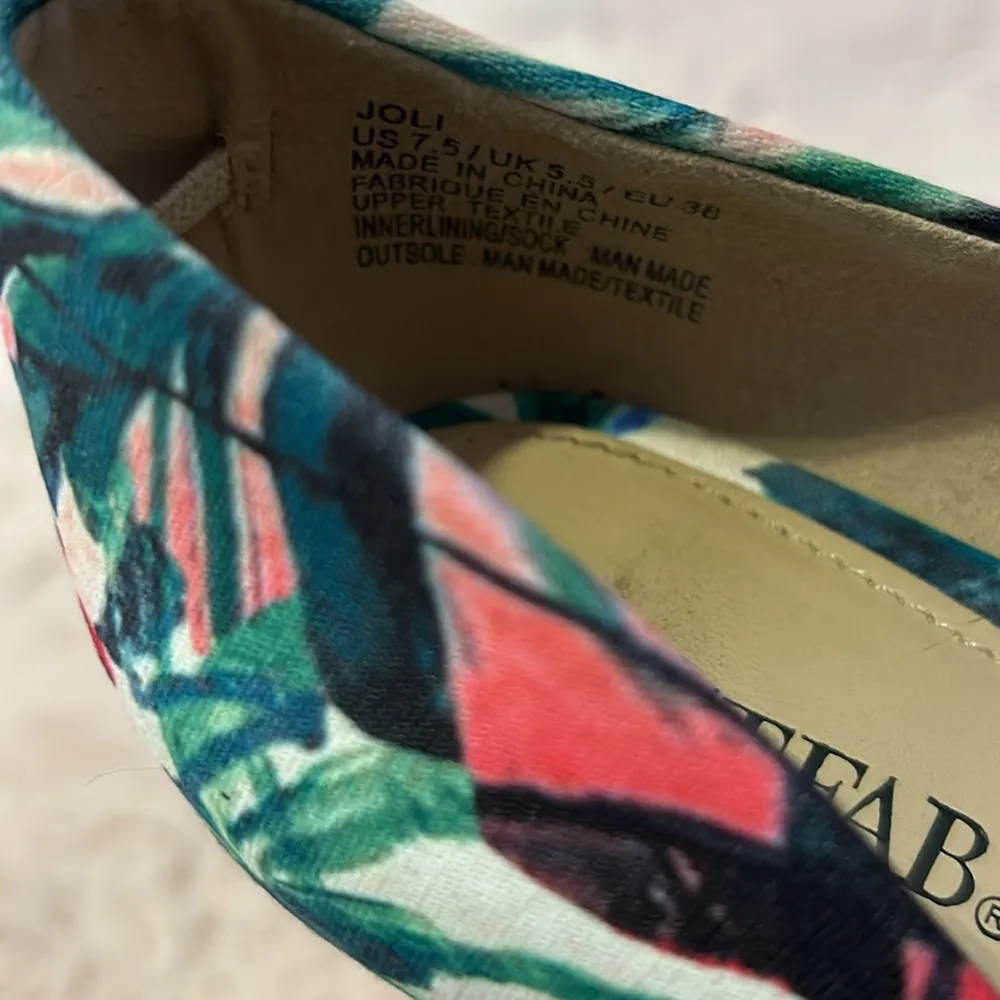 JOLI
US 7.5 / UK 5.5 / EU 38
MADE IN CHINA
FABRIQUE EN CHINE
UPPER TEXTILE
INNERLINING/SOCK MAN MADE
OUTSOLE MAN MADE/TEXTILE
FAB®